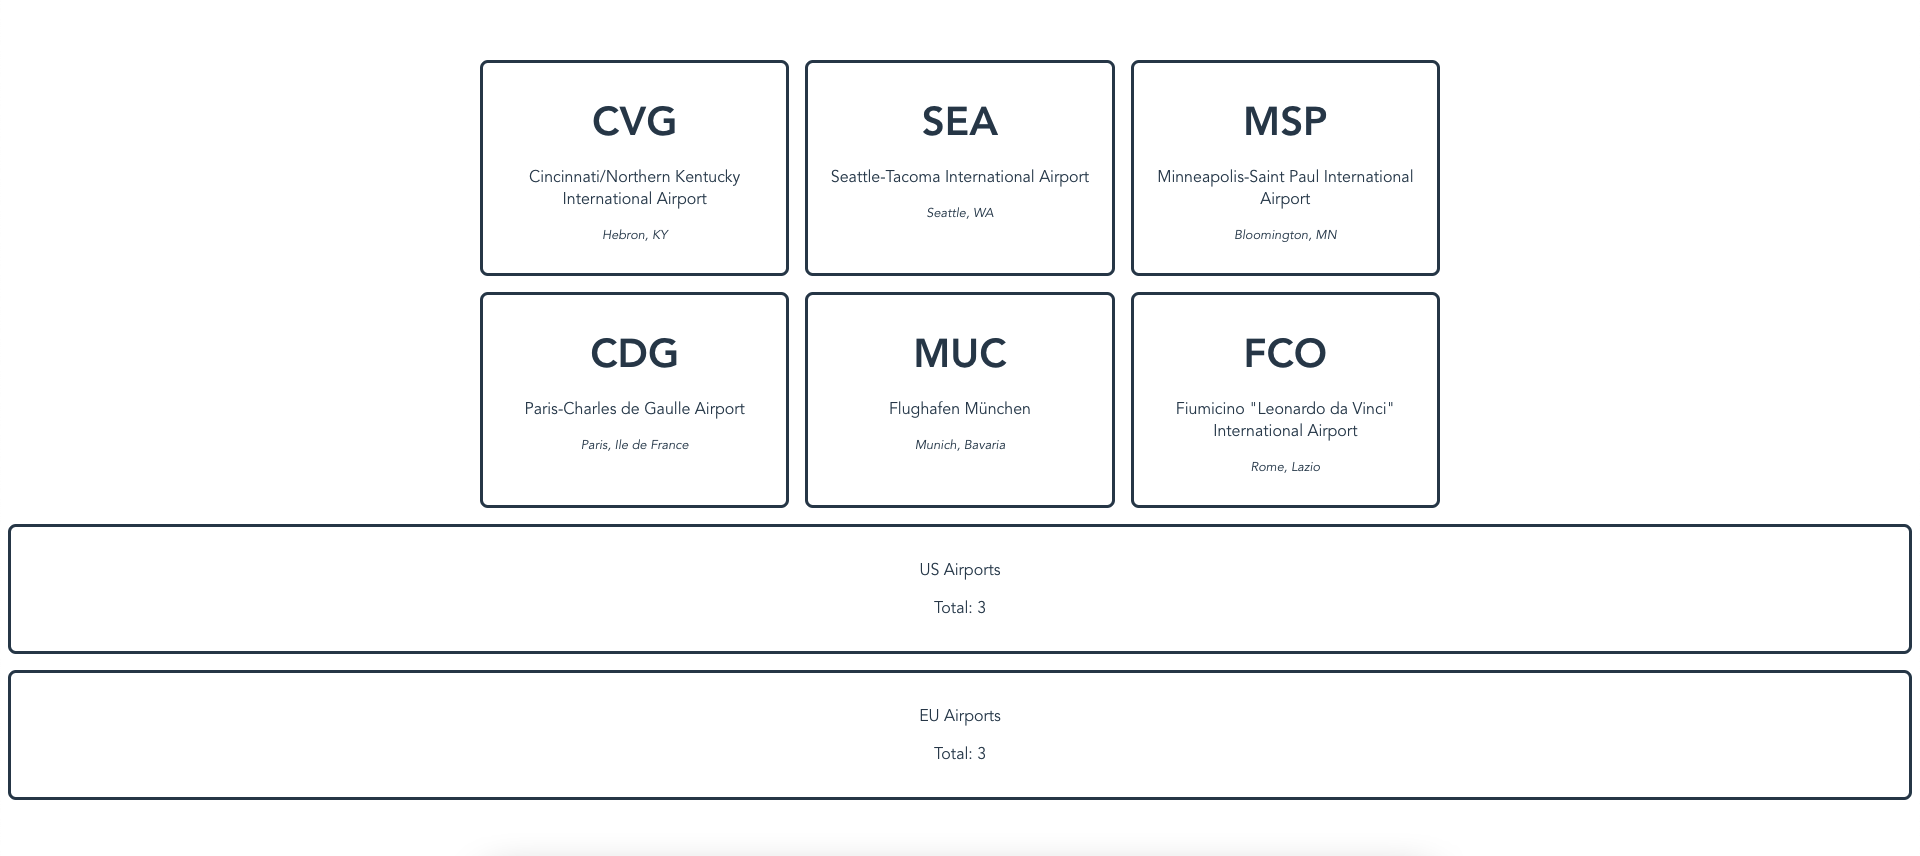 CVG
Cincinnati/Northern Kentucky
International Airport
Hebron, KY
SEA
Seattle-Tacoma International Airport
Seattle, WA
MSP
Minneapolis-Saint Paul International
Airport
Bloomington, MN
CDG
Paris-Charles de Gaulle Airport
Paris, Ile de France
MUC
Flughafen München
Munich, Bavaria
FCO
Fiumicino "Leonardo da Vinci"
International Airport
Rome, Lazio
US Airports
Total: 3
EU Airports
Total: 3